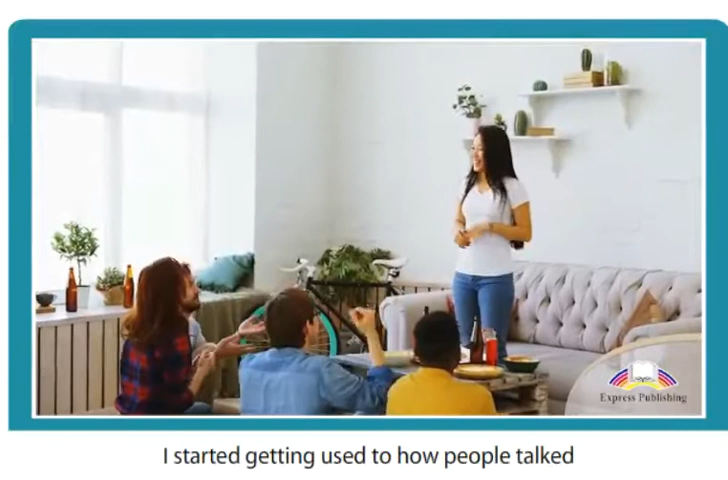 Express Publishing
I started getting used to how people talked